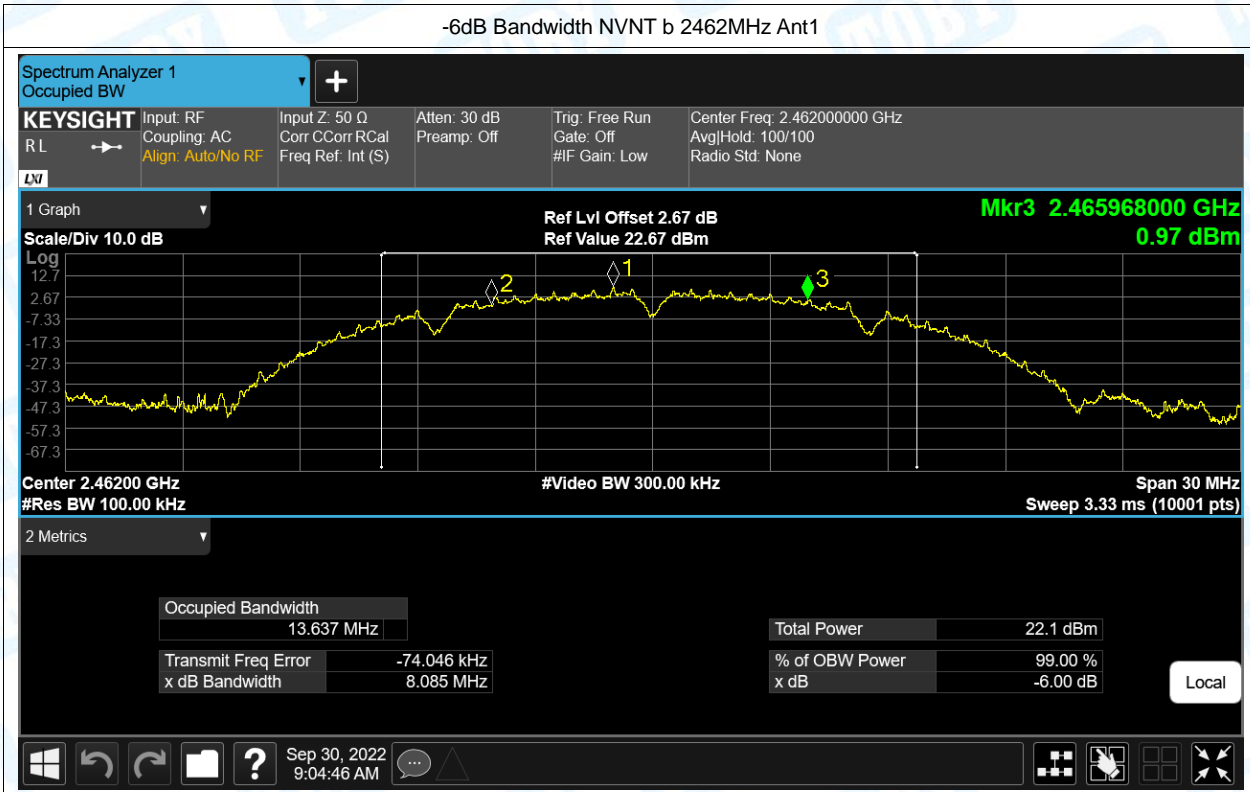 -6dB Bandwidth NVNT b 2462MHz Ant1
Spectrum Analyzer 1
Occupied BW
KEYSIGHT
R L
LXI
Input: RF
Coupling: AC
Align: Auto/No RF
Input Z: 50 Ω
Corr CCorr RCal
Freq Ref: Int (S)
Atten: 30 dB
Preamp: Off
Trig: Free Run
Gate: Off
#IF Gain: Low
Center Freq: 2.462000000 GHz
Avg|Hold: 100/100
Radio Std: None
1 Graph
Scale/Div 10.0 dB
Ref Lvl Offset 2.67 dB
Ref Value 22.67 dBm
Mkr3 2.465968000 GHz
0.97 dBm
Log
12.7
2.67
-7.33
-17.3
-27.3
-37.3
-47.3
-57.3
-67.3
2
1
3
Center 2.46200 GHz
#Res BW 100.00 kHz
#Video BW 300.00 kHz
Span 30 MHz
Sweep 3.33 ms (10001 pts)
2 Metrics
Occupied Bandwidth
13.637 MHz
Transmit Freq Error -74.046 kHz
x dB Bandwidth 8.085 MHz
Total Power 22.1 dBm
% of OBW Power 99.00 %
x dB -6.00 dB
Local
Sep 30, 2022
9:04:46 AM